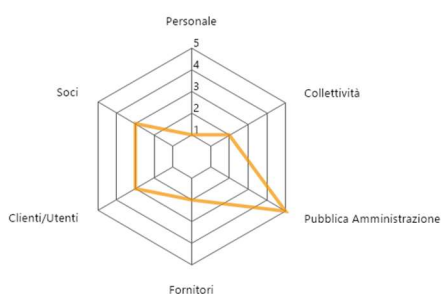 Personale
5
4
3
2
1
Soci
Collettività
Clienti/Utenti
Pubblica Amministrazione
Fornitori